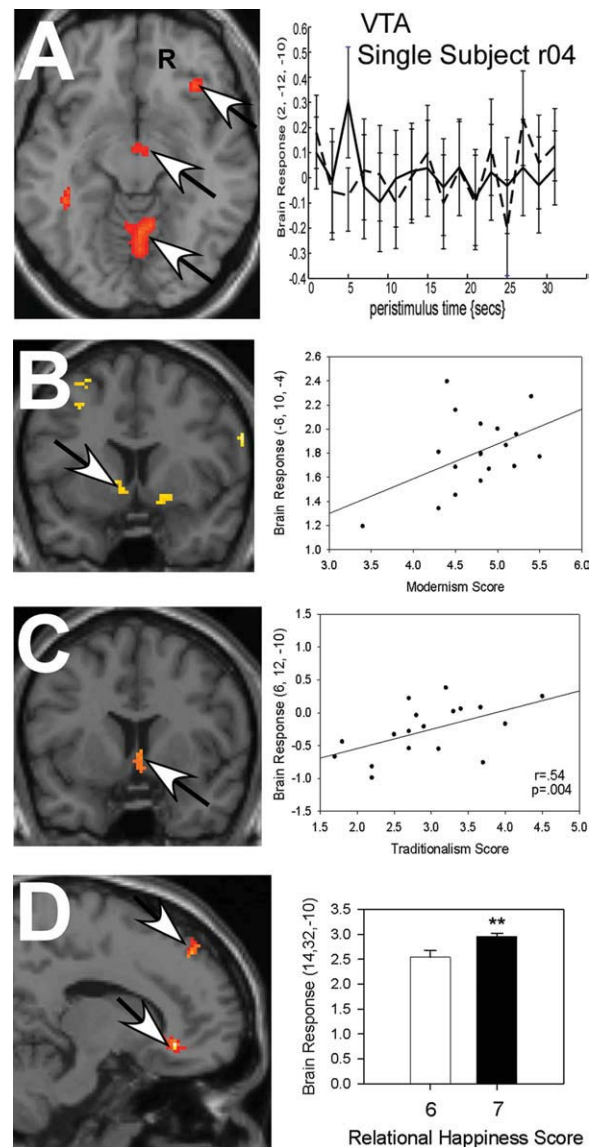 A
R
VTA
Single Subject r04
Brain Response (2, -12, -10)
0.6
0.5
0.4
0.3
0.2
0.1
0
-0.1
-0.2
-0.3
-0.4
0 5 10 15 20 25 30
peristimulus time {secs}
B
Brain Response (-6, 10, -4)
2.6
2.4
2.2
2.0
1.8
1.6
1.4
1.2
1.0
3.0 3.5 4.0 4.5 5.0 5.5 6.0
Modernism Score
C
Brain Response (6, 12, -10)
1.5
1.0
0.5
0.0
-0.5
-1.0
-1.5
r=.54
p=.004
1.5 2.0 2.5 3.0 3.5 4.0 4.5 5.0
Traditionalism Score
D
Brain Response (14,32,-10)
3.5
3.0
2.5
2.0
1.5
1.0
0.5
0.0
**
6 7
Relational Happiness Score